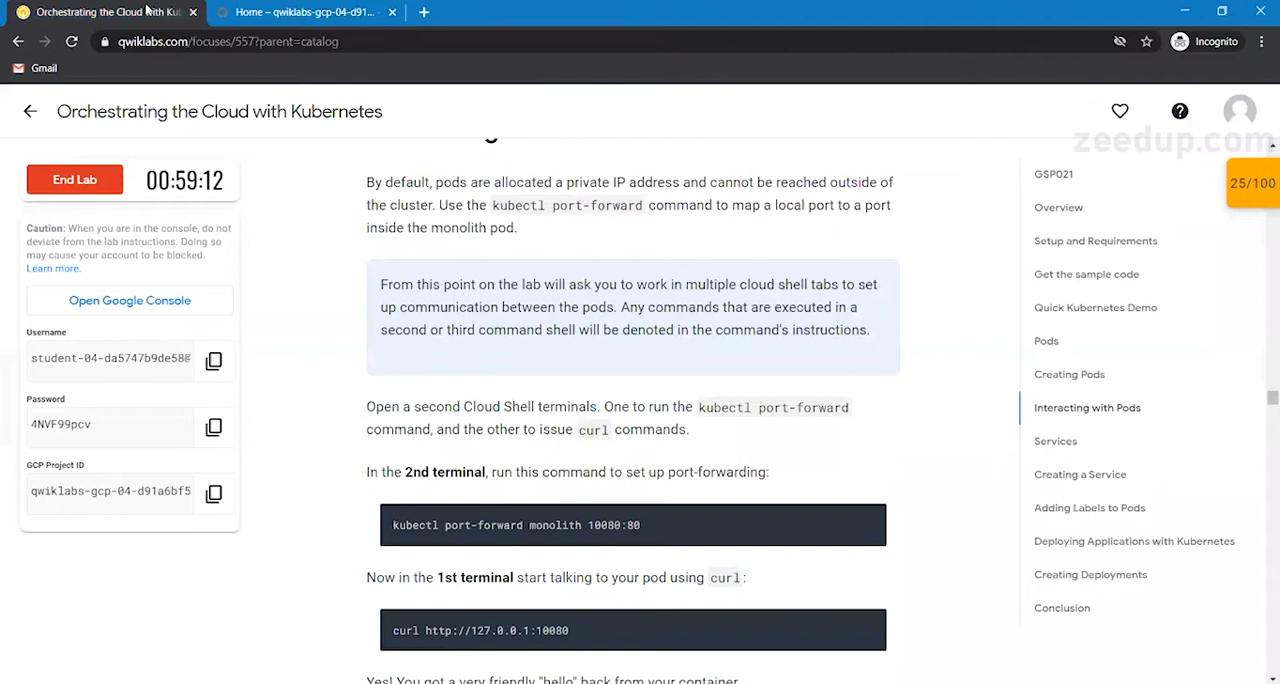 Orchestrating the Cloud with Kut
Home – qwiklabs-gcp-04-d91...
qwiklabs.com/focuses/557?parent=catalog
Incognito
Gmail
Orchestrating the Cloud with Kubernetes
zeedup.com
End Lab
00:59:12
25/100
Caution: When you are in the console, do not
deviate from the lab instructions. Doing so
may cause your account to be blocked.
Learn more.
Open Google Console
Username
student-04-da5747b9de58@
Password
4NVF99pcv
GCP Project ID
qwiklabs-gcp-04-d91a6bf5
By default, pods are allocated a private IP address and cannot be reached outside of
the cluster. Use the kubectl port-forward command to map a local port to a port
inside the monolith pod.
From this point on the lab will ask you to work in multiple cloud shell tabs to set
up communication between the pods. Any commands that are executed in a
second or third command shell will be denoted in the command's instructions.
Open a second Cloud Shell terminals. One to run the kubectl port-forward
command, and the other to issue curl commands.
In the 2nd terminal, run this command to set up port-forwarding:
kubectl port-forward monolith 10080:80
Now in the 1st terminal start talking to your pod using curl:
curl http://127.0.0.1:10080
Yes! You got a very friendly "hello" back from your container.
GSP021
Overview
Setup and Requirements
Get the sample code
Quick Kubernetes Demo
Pods
Creating Pods
Interacting with Pods
Services
Creating a Service
Adding Labels to Pods
Deploying Applications with Kubernetes
Creating Deployments
Conclusion